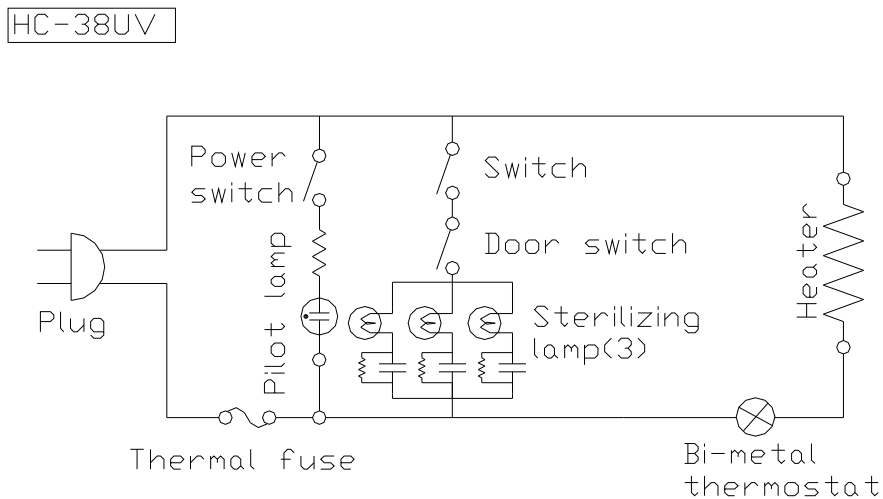 HC-38UV
Power
switch
Switch
Door switch
Plug
Pilot lamp
Sterilizing
lamp(3)
Heater
Thermal fuse
Bi-metal
thermostat